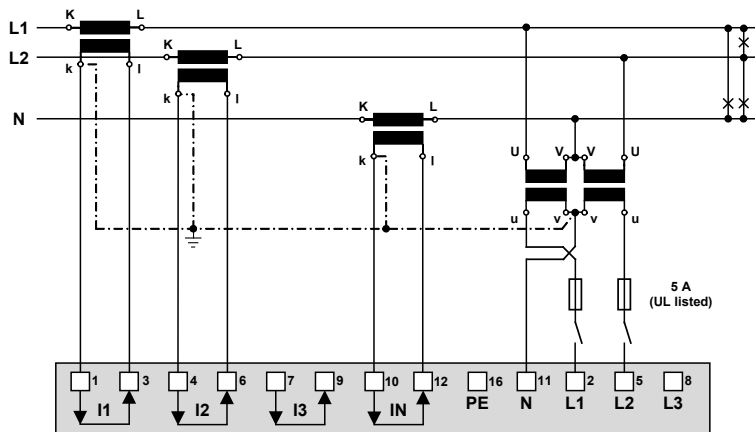 L1 K L
L2 K L
k l
k l
N K L
k l
U V V U
u v v u
5 A
(UL listed)
1 3 4 6 7 9 10 12 16 11 2 5 8
I1 I2 I3 IN PE N L1 L2 L3